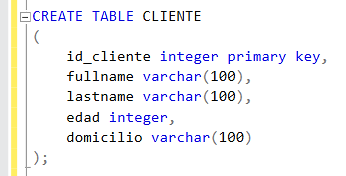 CREATE TABLE CLIENTE
(
id_cliente integer primary key,
fullname varchar(100),
lastname varchar(100),
edad integer,
domicilio varchar(100)
);